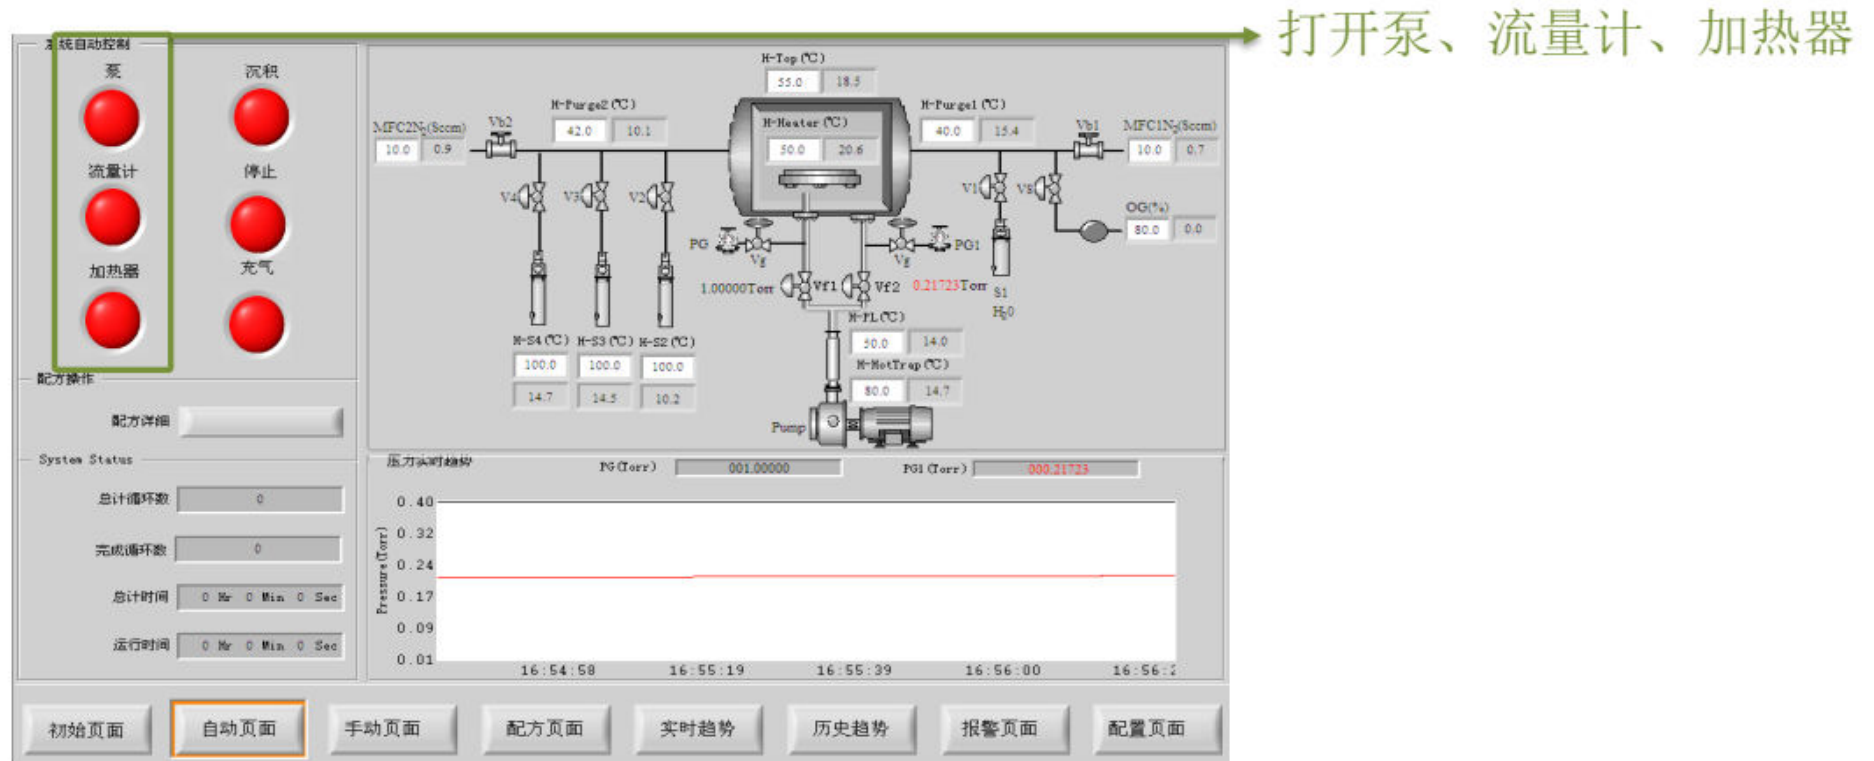 打开泵、流量计、加热器
系统自动控制
泵
沉积
流量计
停止
加热器
充气
配方操作
配方详细
System Status
总计循环数
0
完成循环数
0
总计时间
0 Hr 0 Min 0 Sec
运行时间
0 Hr 0 Min 0 Sec
H-Top(℃)
55.0 18.5
H-Purge2(℃)
42.0 10.1
H-Purge1(℃)
40.0 15.4
H-Heater(℃)
50.0 20.6
MFC2N₂(Sccm)
10.0 0.9
Vb2
Vb1
MFC1N₂(Sccm)
10.0 0.7
V4
V3
V2
V1
V8
OG(%)
80.0 0.0
PG
Vg
Vg
PG1
1.00000Torr
Vf1
Vf2
0.21723Torr
S1
H₂0
H-S4(℃) H-S3(℃) H-S2(℃)
100.0 100.0 100.0
14.7 14.5 10.2
H-FL(℃)
50.0 14.0
H-HotTrap(℃)
80.0 14.7
Pump
压力实时趋势
PG(Torr) 001.00000
PG1(Torr) 000.21723
Pressure(Torr)
0.40
0.32
0.24
0.17
0.09
0.01
16:54:58 16:55:19 16:55:39 16:56:00 16:56:2
初始页面 自动页面 手动页面 配方页面 实时趋势 历史趋势 报警页面 配置页面